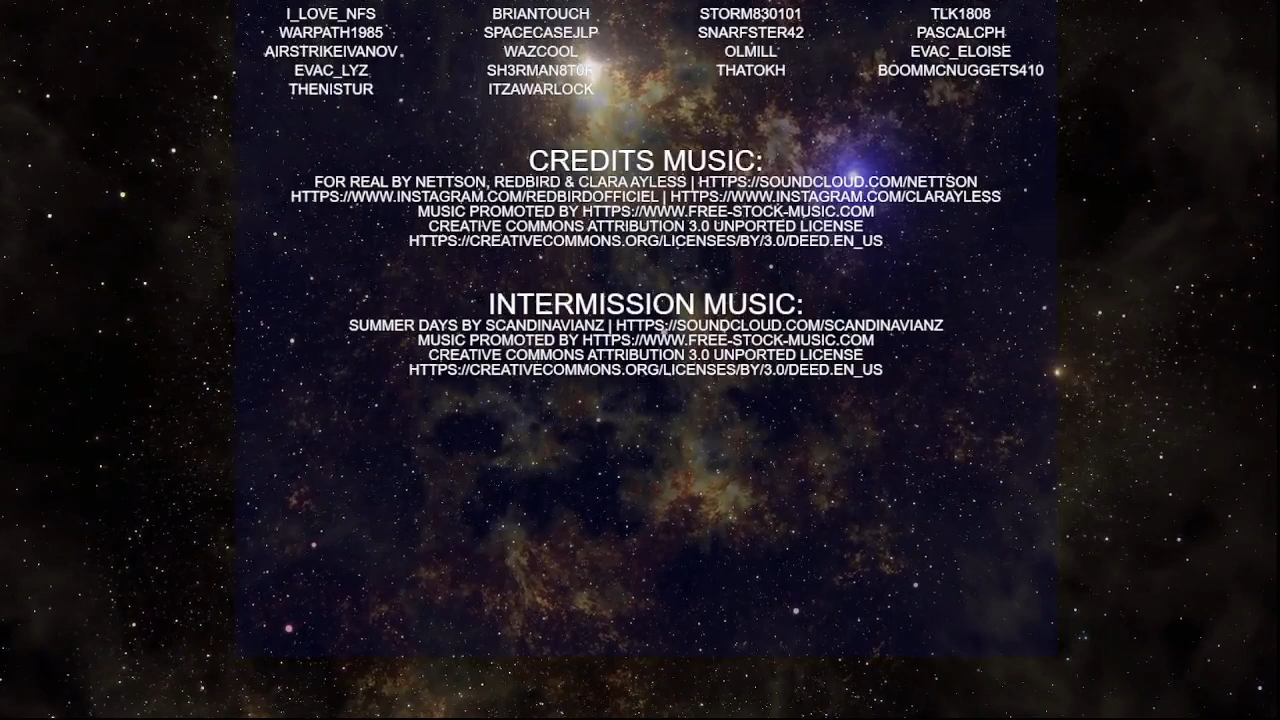 I_LOVE_NFS BRIANTOUCH STORM830101 TLK1808
WARPATH1985 SPACECASEJLP SNARFSTER42 PASCALCPH
AIRSTRIKEIVANOV WAZCOOL OLMILL EVAC_ELOISE
EVAC_LYZ SH3RMAN8T0R THATOKH BOOMMCNUGGETS410
THENISTUR ITZAWARLOCK
CREDITS MUSIC:
FOR REAL BY NETTSON, REDBIRD & CLARA AYLESS | HTTPS://SOUNDCLOUD.COM/NETTSON
HTTPS://WWW.INSTAGRAM.COM/REDBIRDOFFICIEL | HTTPS://WWW.INSTAGRAM.COM/CLARAYLESS
MUSIC PROMOTED BY HTTPS://WWW.FREE-STOCK-MUSIC.COM
CREATIVE COMMONS ATTRIBUTION 3.0 UNPORTED LICENSE
HTTPS://CREATIVECOMMONS.ORG/LICENSES/BY/3.0/DEED.EN_US
INTERMISSION MUSIC:
SUMMER DAYS BY SCANDINAVIANZ | HTTPS://SOUNDCLOUD.COM/SCANDINAVIANZ
MUSIC PROMOTED BY HTTPS://WWW.FREE-STOCK-MUSIC.COM
CREATIVE COMMONS ATTRIBUTION 3.0 UNPORTED LICENSE
HTTPS://CREATIVECOMMONS.ORG/LICENSES/BY/3.0/DEED.EN_US